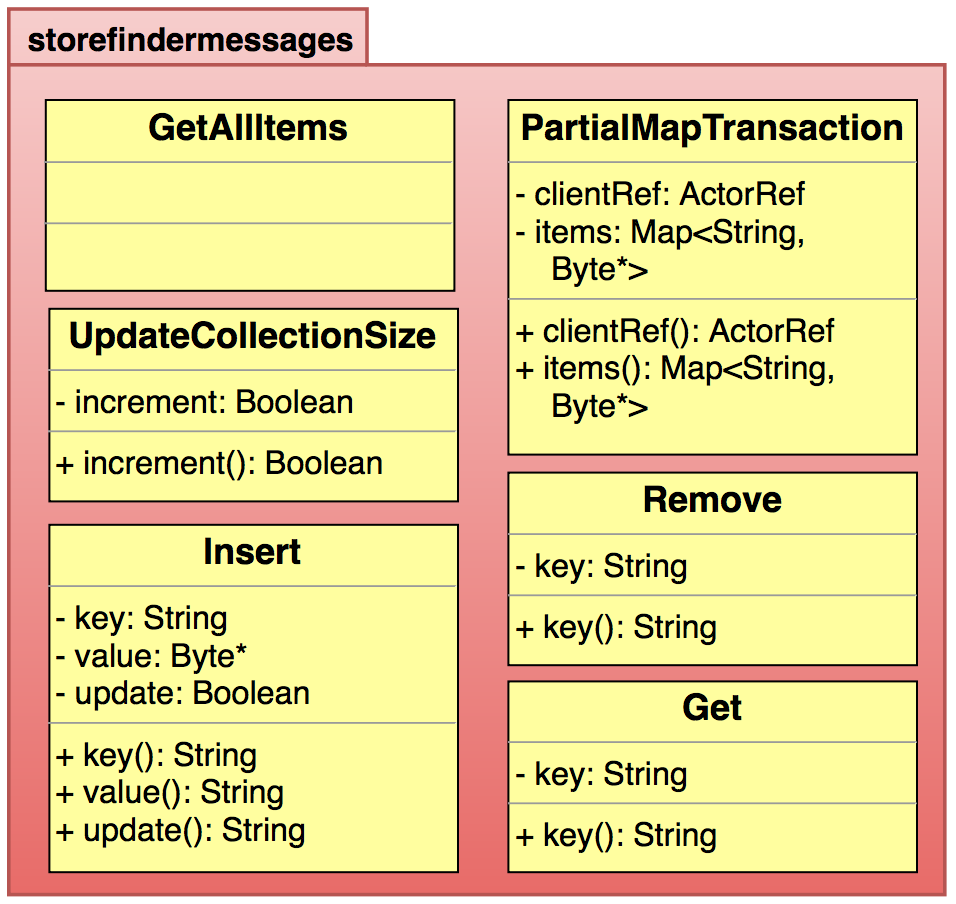 storefindermessages
GetAllItems
UpdateCollectionSize
- increment: Boolean
+ increment(): Boolean
Insert
- key: String
- value: Byte*
- update: Boolean
+ key(): String
+ value(): String
+ update(): String
PartialMapTransaction
- clientRef: ActorRef
- items: Map<String,
Byte*>
+ clientRef(): ActorRef
+ items(): Map<String,
Byte*>
Remove
- key: String
+ key(): String
Get
- key: String
+ key(): String